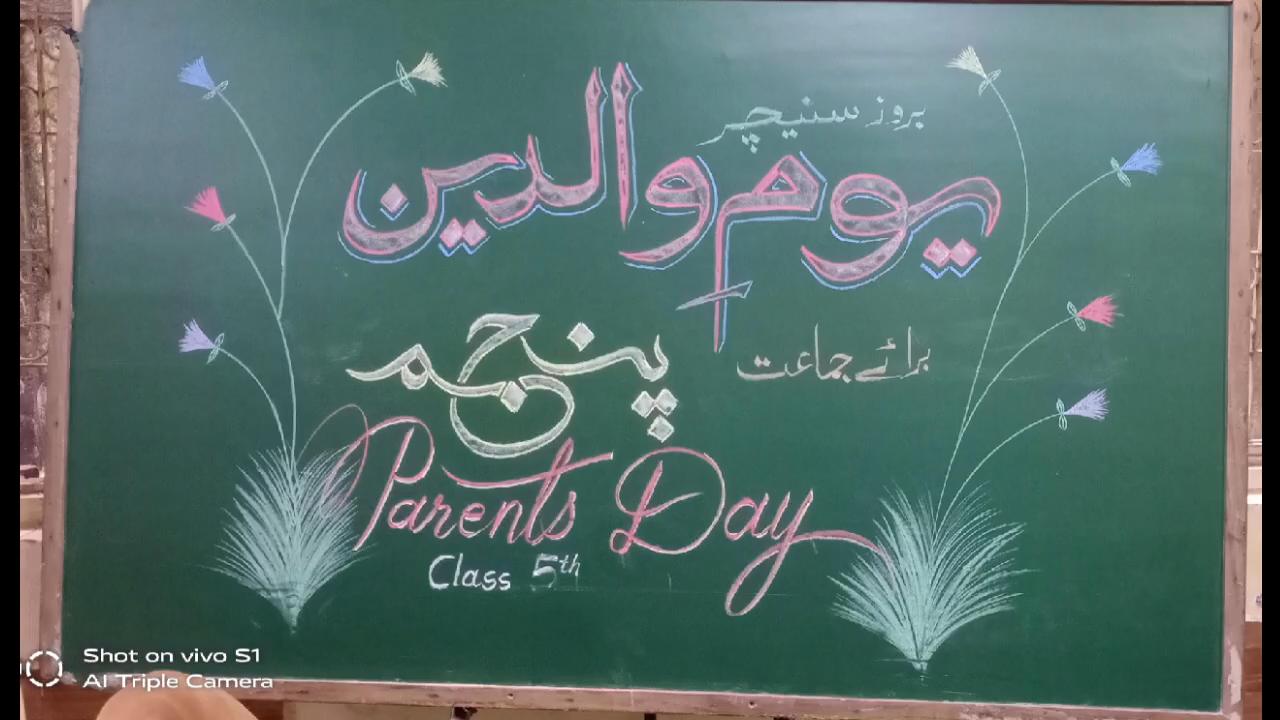 بروز سنیچر
یوم والدین
برائے جماعت
پنجم
Parents Day
Class 5th
Shot on vivo S1
AI Triple Camera